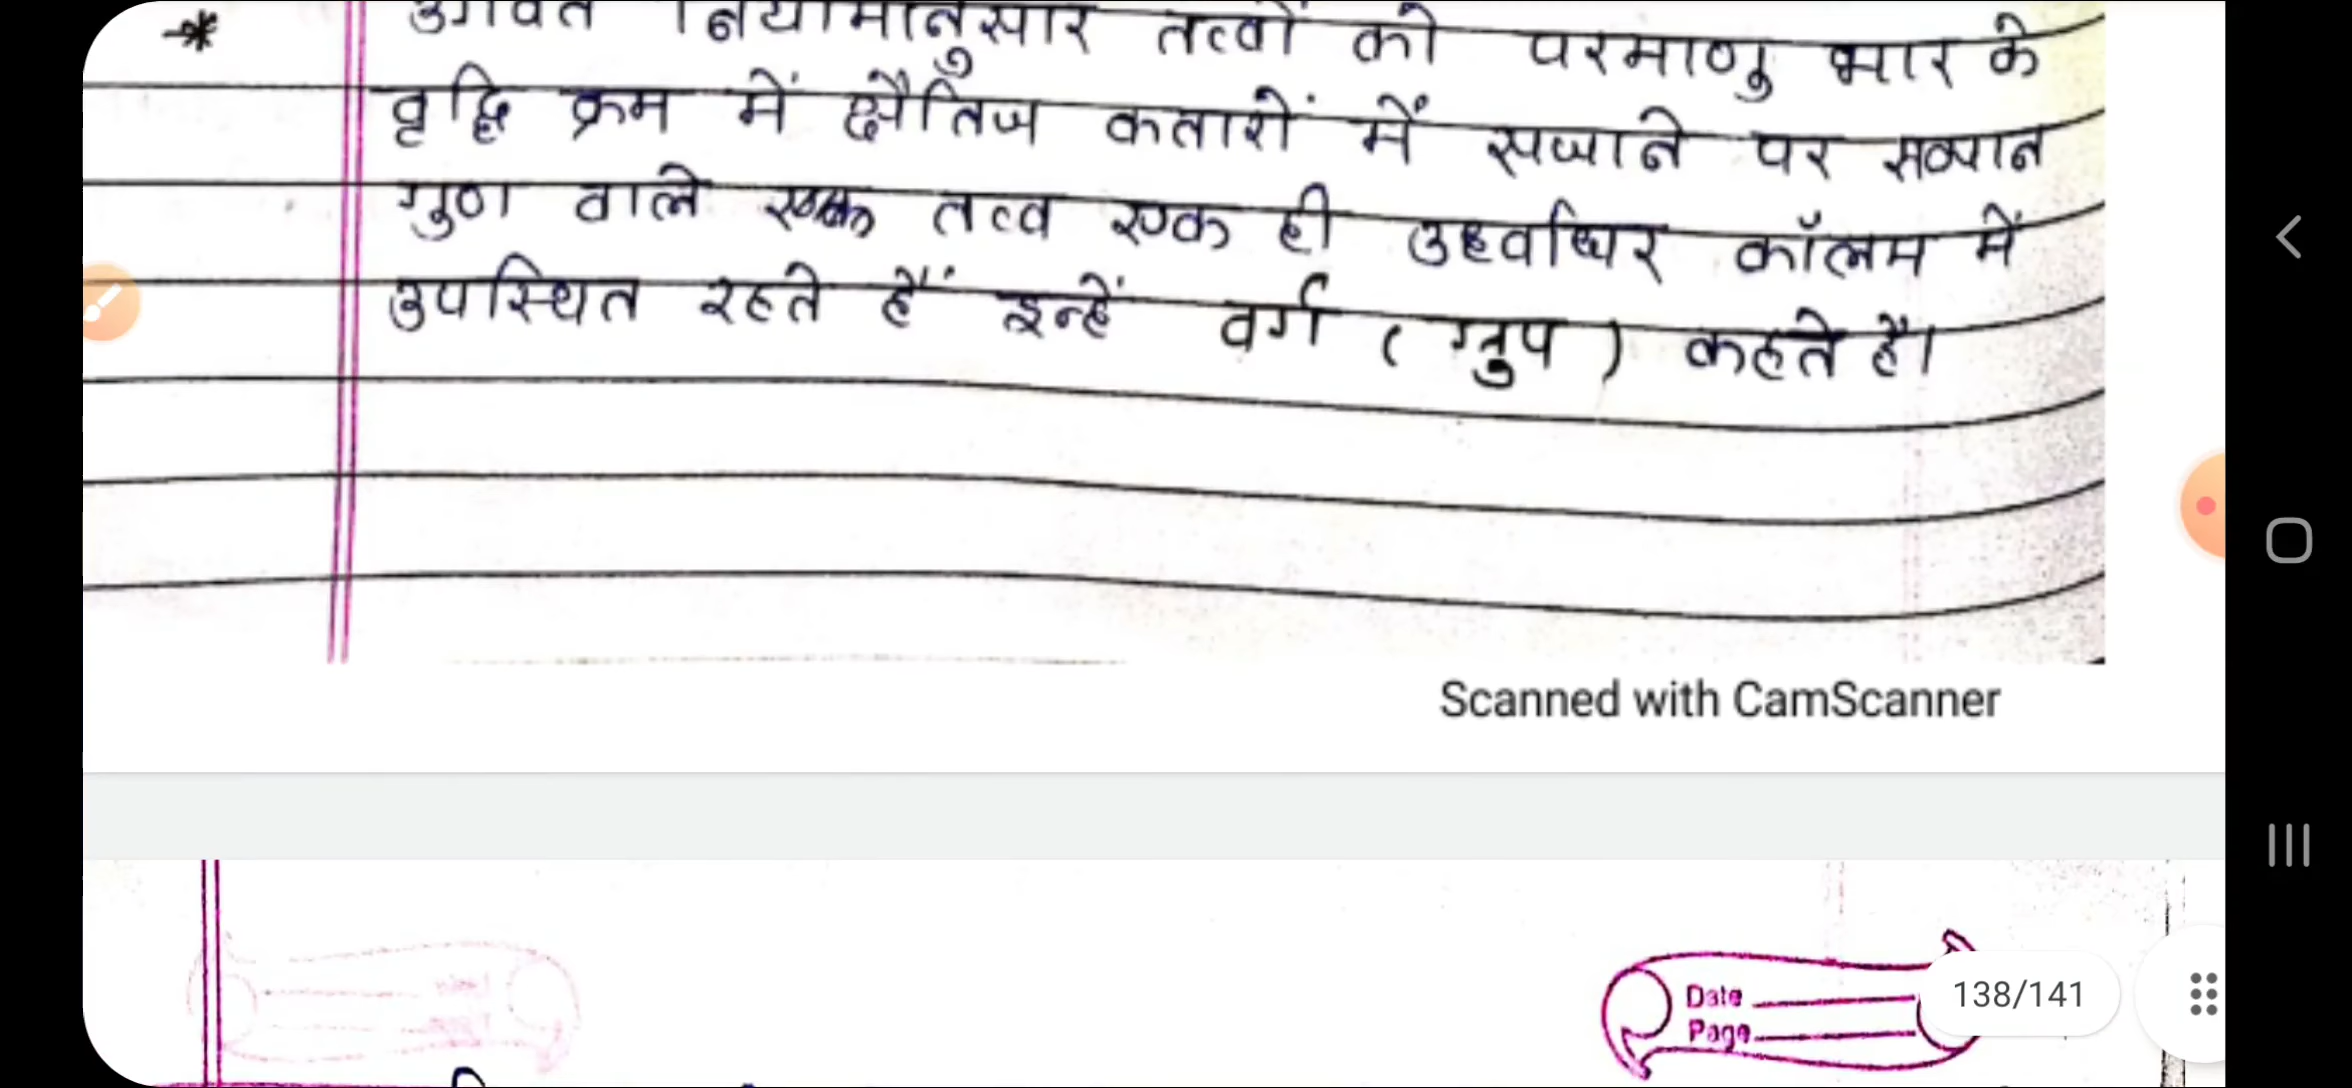 * आवर्त नियमानुसार तत्वों को परमाणु भार के
वृद्धि क्रम में क्षैतिज कतारों में सजाने पर समान
गुण वाले तत्व एक ही उर्ध्वाधर कॉलम में
उपस्थित रहते हैं इन्हें वर्ग ( ग्रुप ) कहते हैं।
Scanned with CamScanner
Date
Page
138/141